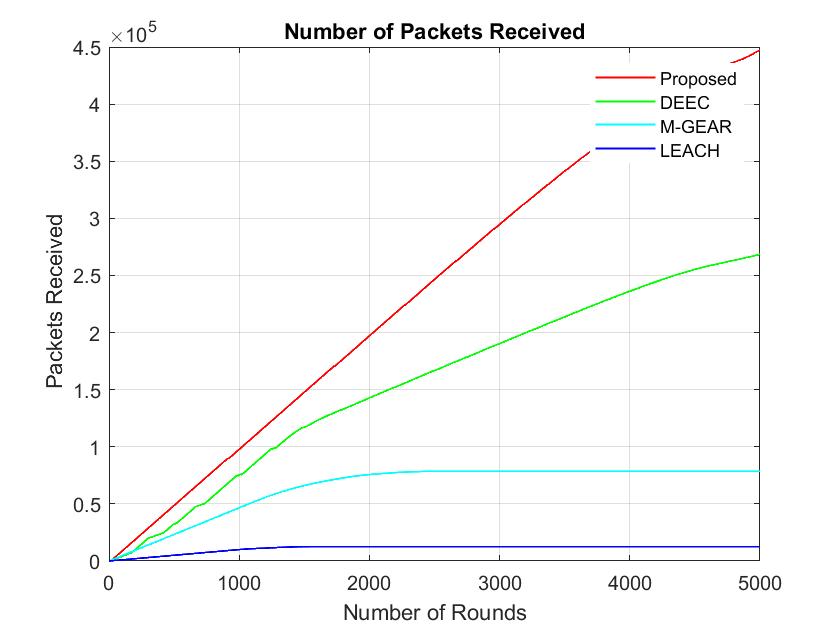 Number of Packets Received
×10^5
4.5
4
3.5
3
2.5
2
1.5
1
0.5
0
Packets Received
Proposed
DEEC
M-GEAR
LEACH
0 1000 2000 3000 4000 5000
Number of Rounds